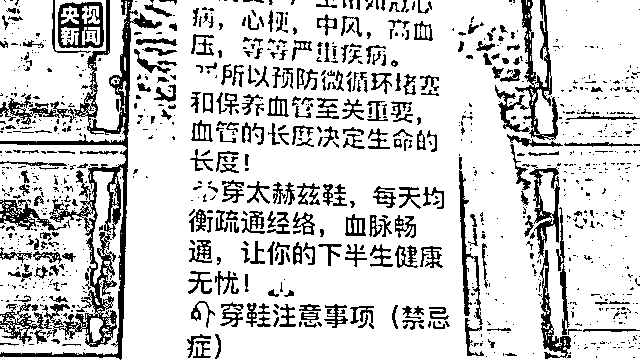 央视
新闻
病，心梗，中风，高血
压，等等严重疾病。
所以预防微循环堵塞
和保养血管至关重要，
血管的长度决定生命的
长度！
穿太赫兹鞋，每天均
衡疏通经络，血脉畅
通，让你的下半生健康
无忧！
穿鞋注意事项（禁忌
症）